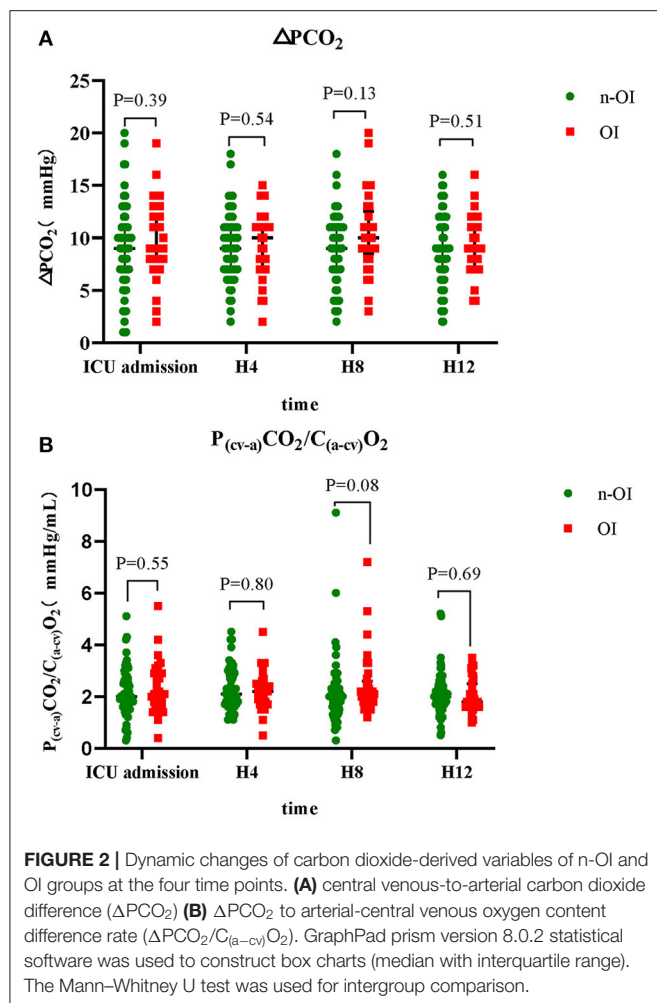 A
△PCO₂
n-OI
OI
P=0.39
P=0.54
P=0.13
P=0.51
△PCO₂( mmHg)
25
20
15
10
5
0
ICU admission
H4
H8
H12
time
B
P(cv-a)CO₂/C(a-cv)O₂
n-OI
OI
P=0.55
P=0.80
P=0.08
P=0.69
P(cv-a)CO₂/C(a-cv)O₂( mmHg/mL)
10
8
6
4
2
0
ICU admission
H4
H8
H12
time
FIGURE 2 | Dynamic changes of carbon dioxide-derived variables of n-OI and
OI groups at the four time points. (A) central venous-to-arterial carbon dioxide
difference (ΔPCO₂) (B) ΔPCO₂ to arterial-central venous oxygen content
difference rate (ΔPCO₂/C(a−cv)O₂). GraphPad prism version 8.0.2 statistical
software was used to construct box charts (median with interquartile range).
The Mann–Whitney U test was used for intergroup comparison.